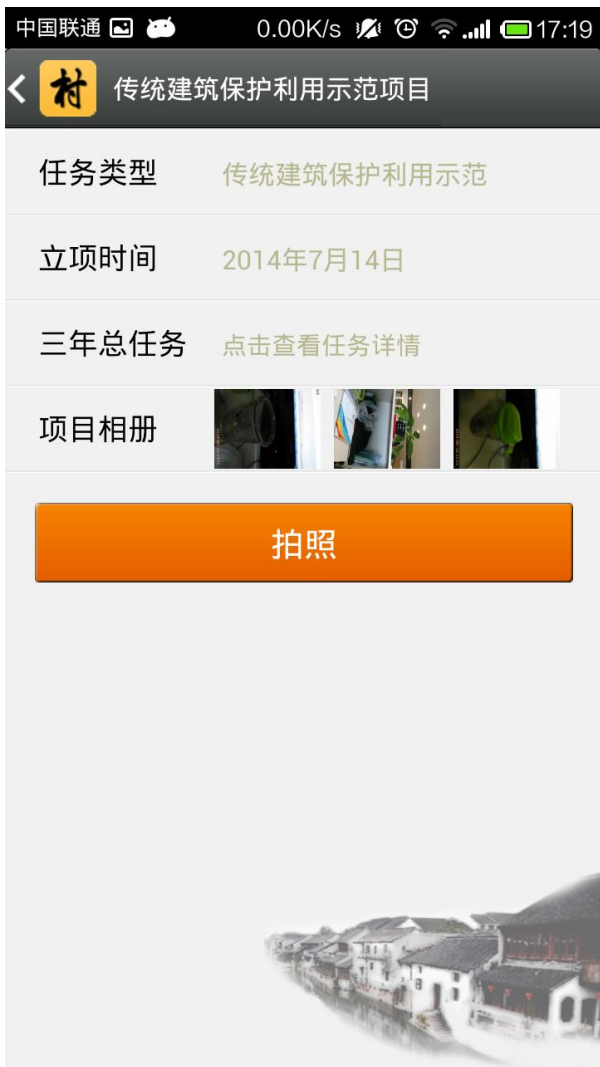 中国联通 0.00K/s 17:19
村 传统建筑保护利用示范项目
任务类型 传统建筑保护利用示范
立项时间 2014年7月14日
三年总任务 点击查看任务详情
项目相册
拍照